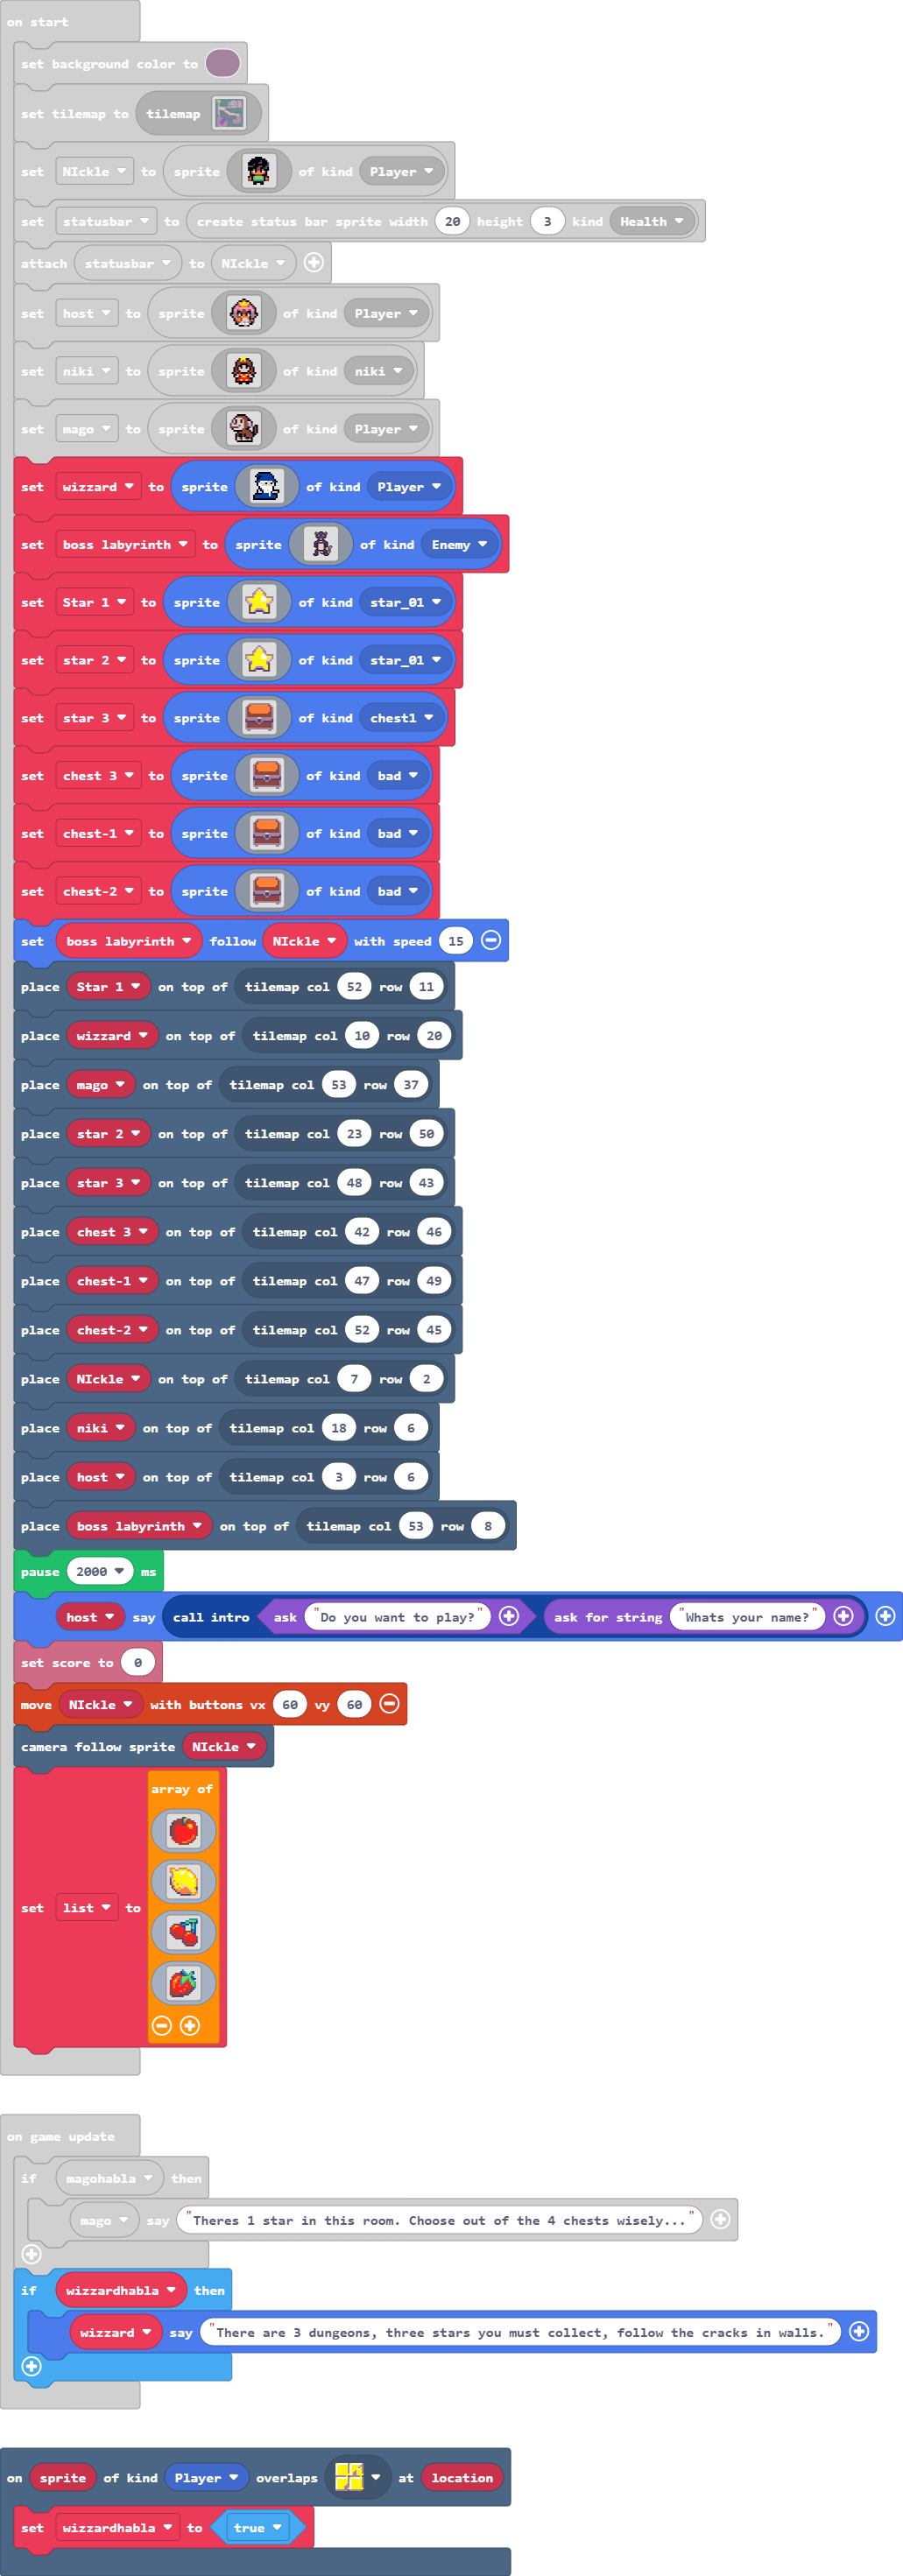 on start
set background color to
set tilemap to tilemap
set NIckle to sprite of kind Player
set statusbar to create status bar sprite width 20 height 3 kind Health
attach statusbar to NIckle
set host to sprite of kind Player
set niki to sprite of kind niki
set mago to sprite of kind Player
set wizzard to sprite of kind Player
set boss labyrinth to sprite of kind Enemy
set Star 1 to sprite of kind star_01
set star 2 to sprite of kind star_01
set star 3 to sprite of kind chest1
set chest 3 to sprite of kind bad
set chest-1 to sprite of kind bad
set chest-2 to sprite of kind bad
set boss labyrinth follow NIckle with speed 15
place Star 1 on top of tilemap col 52 row 11
place wizzard on top of tilemap col 10 row 20
place mago on top of tilemap col 53 row 37
place star 2 on top of tilemap col 23 row 50
place star 3 on top of tilemap col 48 row 43
place chest 3 on top of tilemap col 42 row 46
place chest-1 on top of tilemap col 47 row 49
place chest-2 on top of tilemap col 52 row 45
place NIckle on top of tilemap col 7 row 2
place niki on top of tilemap col 18 row 6
place host on top of tilemap col 3 row 6
place boss labyrinth on top of tilemap col 53 row 8
pause 2000 ms
host say call intro ask "Do you want to play?" ask for string "Whats your name?"
set score to 0
move NIckle with buttons vx 60 vy 60
camera follow sprite NIckle
array of
set list to
on game update
if magohabla then
mago say "Theres 1 star in this room. Choose out of the 4 chests wisely..."
if wizzardhabla then
wizzard say "There are 3 dungeons, three stars you must collect, follow the cracks in walls."
on sprite of kind Player overlaps at location
set wizzardhabla to true